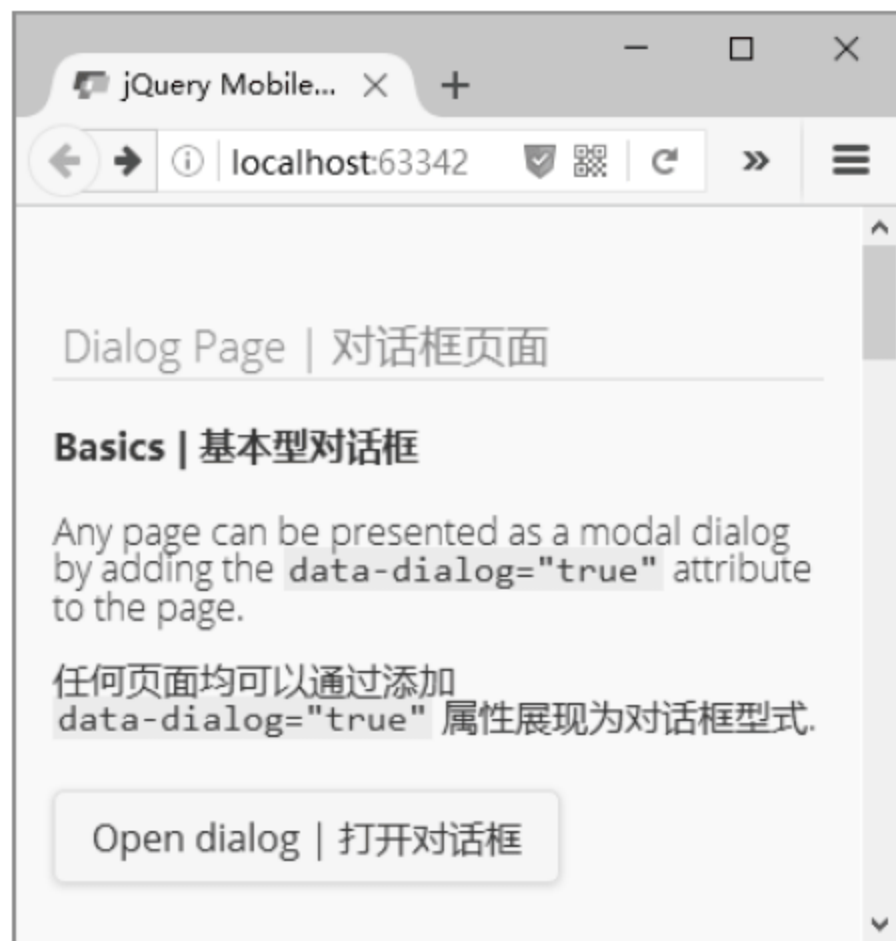 jQuery Mobile...
localhost:63342
Dialog Page | 对话框页面
Basics | 基本型对话框
Any page can be presented as a modal dialog
by adding the data-dialog="true" attribute
to the page.
任何页面均可以通过添加
data-dialog="true" 属性展现为对话框型式.
Open dialog | 打开对话框